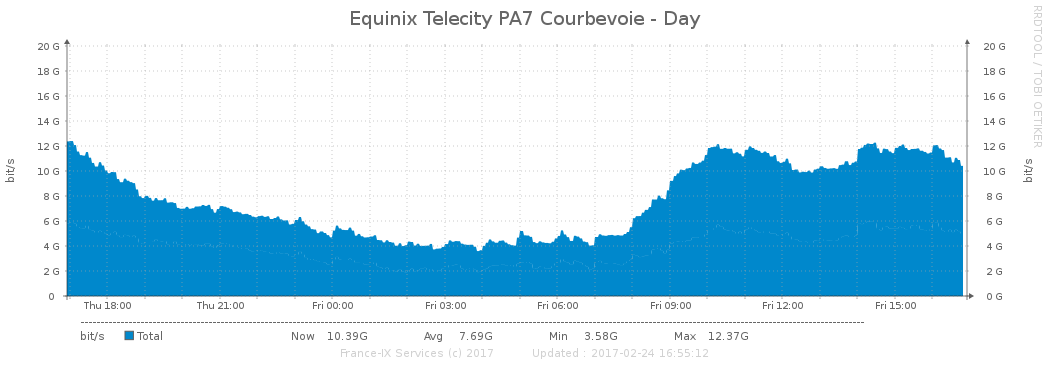 Equinix Telecity PA7 Courbevoie - Day
RRDTOOL / TOBI OETIKER
bit/s
20 G 20 G
18 G 18 G
16 G 16 G
14 G 14 G
12 G 12 G
10 G 10 G
8 G 8 G
6 G 6 G
4 G 4 G
2 G 2 G
0 0 G
bit/s
Thu 18:00 Thu 21:00 Fri 00:00 Fri 03:00 Fri 06:00 Fri 09:00 Fri 12:00 Fri 15:00
bit/s Total Now 10.39G Avg 7.69G Min 3.58G Max 12.37G
France-IX Services (c) 2017 Updated : 2017-02-24 16:55:12